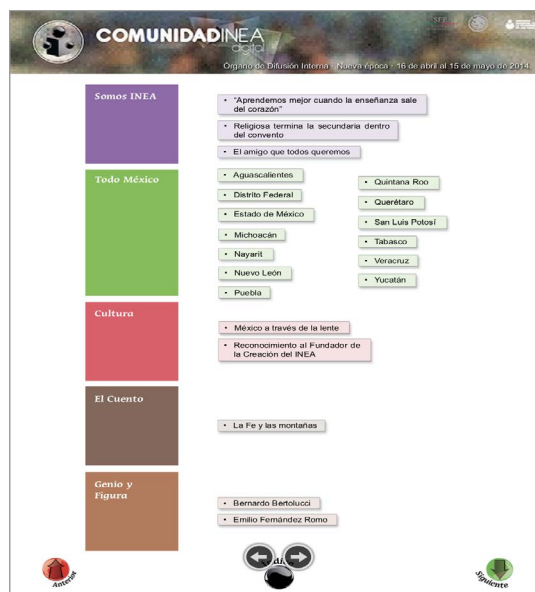 COMUNIDADINEA
digital
SEP
Órgano de Difusión Interna - Nueva época - 16 de abril al 15 de mayo de 2014.
Somos INEA
• "Aprendemos mejor cuando la enseñanza sale
del corazón"
• Religiosa termina la secundaria dentro
del convento
• El amigo que todos queremos
Todo México
• Aguascalientes
• Distrito Federal
• Estado de México
• Michoacán
• Nayarit
• Nuevo León
• Puebla
• Quintana Roo
• Querétaro
• San Luis Potosí
• Tabasco
• Veracruz
• Yucatán
Cultura
• México a través de la lente
• Reconocimiento al Fundador de
la Creación del INEA
El Cuento
• La Fe y las montañas
Genio y
Figura
• Bernardo Bertolucci
• Emilio Fernández Romo
Anterior
Siguiente